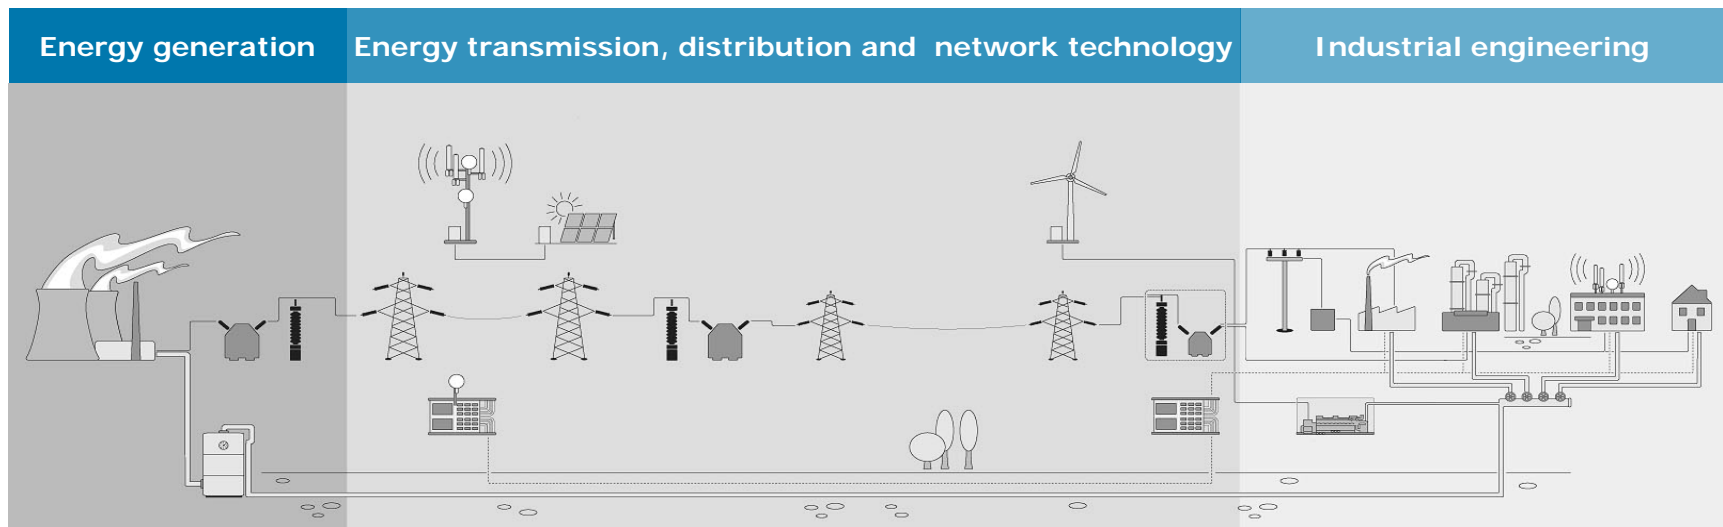 Energy generation
Energy transmission, distribution and network technology
Industrial engineering